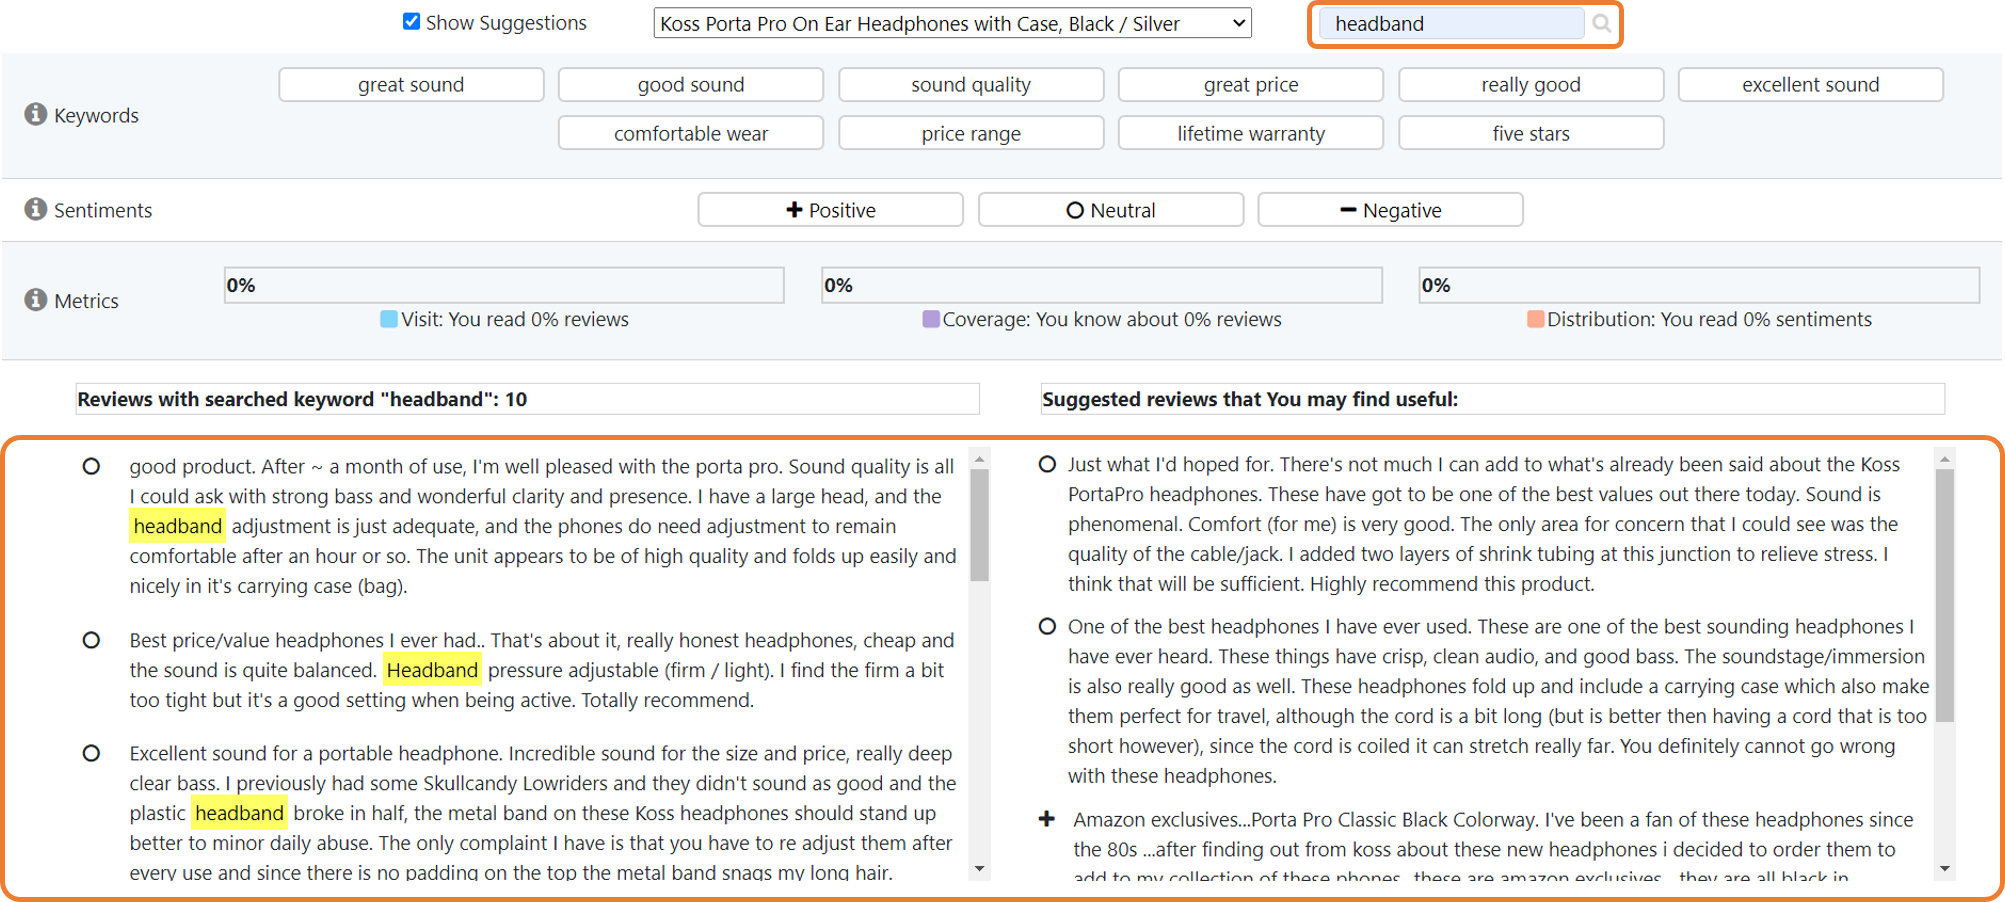 Show Suggestions
Koss Porta Pro On Ear Headphones with Case, Black / Silver
headband
Keywords
great sound
good sound
sound quality
great price
really good
excellent sound
comfortable wear
price range
lifetime warranty
five stars
Sentiments
Positive
Neutral
Negative
Metrics
0%
0%
0%
Visit: You read 0% reviews
Coverage: You know about 0% reviews
Distribution: You read 0% sentiments
Reviews with searched keyword "headband": 10
good product. After ~ a month of use, I'm well pleased with the porta pro. Sound quality is all
I could ask with strong bass and wonderful clarity and presence. I have a large head, and the
headband adjustment is just adequate, and the phones do need adjustment to remain
comfortable after an hour or so. The unit appears to be of high quality and folds up easily and
nicely in it's carrying case (bag).
Best price/value headphones I ever had.. That's about it, really honest headphones, cheap and
the sound is quite balanced. Headband pressure adjustable (firm / light). I find the firm a bit
too tight but it's a good setting when being active. Totally recommend.
Excellent sound for a portable headphone. Incredible sound for the size and price, really deep
clear bass. I previously had some Skullcandy Lowriders and they didn't sound as good and the
plastic headband broke in half, the metal band on these Koss headphones should stand up
better to minor daily abuse. The only complaint I have is that you have to re adjust them after
every use and since there is no padding on the top the metal band snags my long hair.
Suggested reviews that You may find useful:
Just what I'd hoped for. There's not much I can add to what's already been said about the Koss
PortaPro headphones. These have got to be one of the best values out there today. Sound is
phenomenal. Comfort (for me) is very good. The only area for concern that I could see was the
quality of the cable/jack. I added two layers of shrink tubing at this junction to relieve stress. I
think that will be sufficient. Highly recommend this product.
One of the best headphones I have ever used. These are one of the best sounding headphones I
have ever heard. These things have crisp, clean audio, and good bass. The soundstage/immersion
is also really good as well. These headphones fold up and include a carrying case which also make
them perfect for travel, although the cord is a bit long (but is better then having a cord that is too
short however), since the cord is coiled it can stretch really far. You definitely cannot go wrong
with these headphones.
Amazon exclusives...Porta Pro Classic Black Colorway. I've been a fan of these headphones since
the 80s ...after finding out from koss about these new headphones i decided to order them to
add to my collection of these phones...these are amazon exclusives...they are all black in